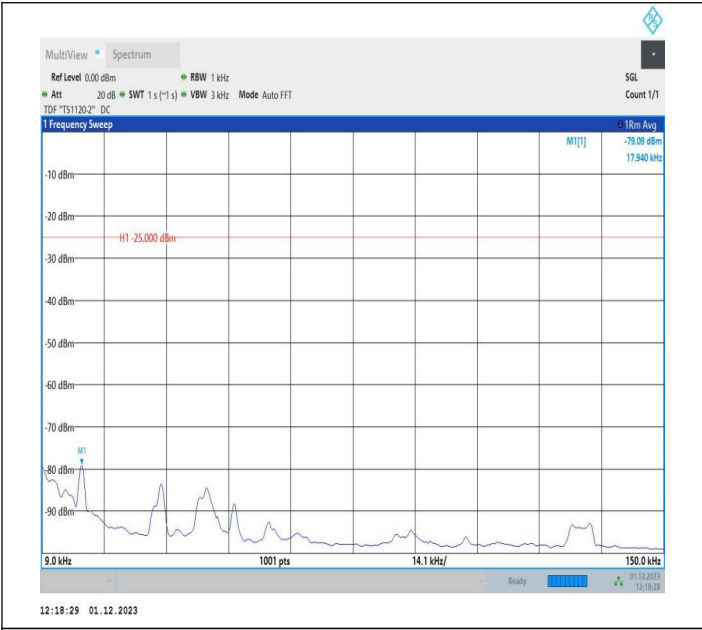 MultiView Spectrum
Ref Level 0.00 dBm RBW 1 kHz SGL
Att 20 dB SWT 1 s (~1 s) VBW 3 kHz Mode Auto FFT Count 1/1
TDF "TS1120-2" DC
1 Frequency Sweep 1Rm Avg
M1[1] -79.09 dBm
17.940 kHz
-10 dBm
-20 dBm
H1 -25.000 dBm
-30 dBm
-40 dBm
-50 dBm
-60 dBm
-70 dBm
M1
-80 dBm
-90 dBm
9.0 kHz 1001 pts 14.1 kHz/ 150.0 kHz
Ready 01.12.2023
12:18:28
12:18:29 01.12.2023